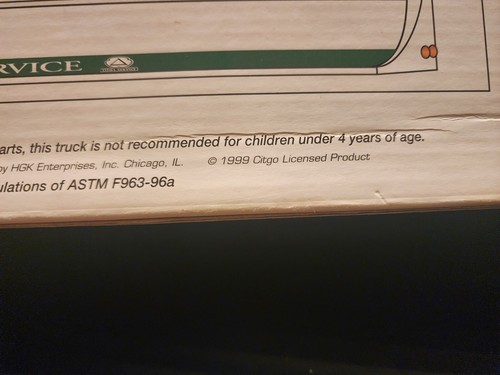 RVICE
arts, this truck is not recommended for children under 4 years of age.
by HGK Enterprises, Inc. Chicago, IL. © 1999 Citgo Licensed Product
ulations of ASTM F963-96a